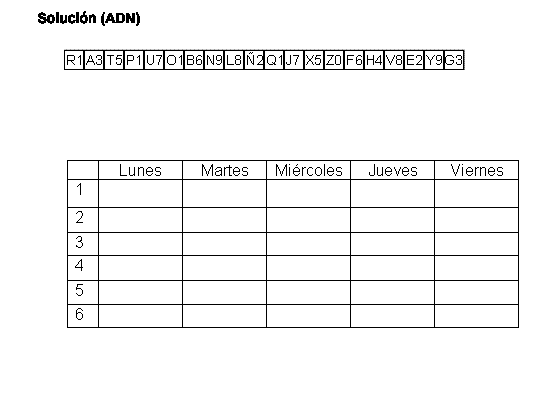 Solución (ADN)
R1 A3 T5 P1 U7 O1 B6 N9 L8 Ñ2 Q1 J7 X5 Z0 F6 H4 V8 E2 Y9 G3
Lunes Martes Miércoles Jueves Viernes
1
2
3
4
5
6